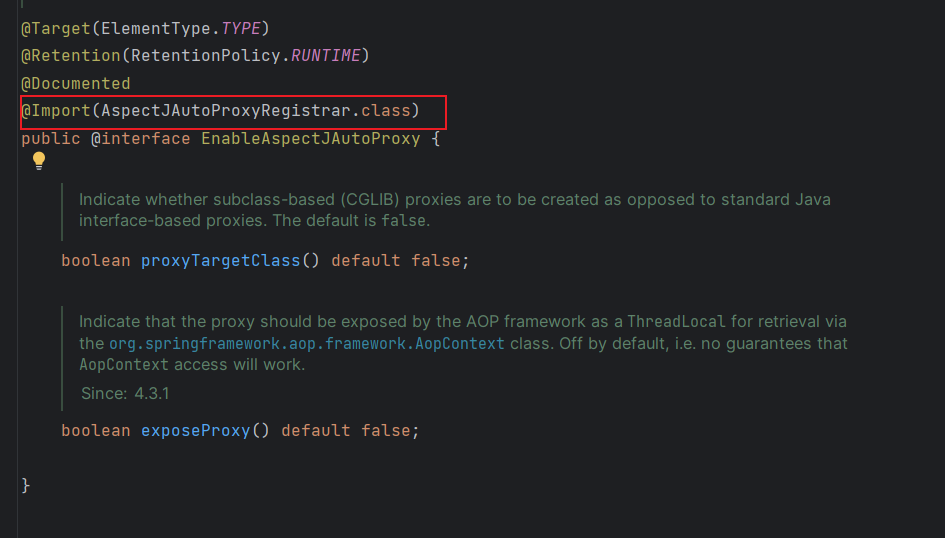 @Target(ElementType.TYPE)
@Retention(RetentionPolicy.RUNTIME)
@Documented
@Import(AspectJAutoProxyRegistrar.class)
public @interface EnableAspectJAutoProxy {
Indicate whether subclass-based (CGLIB) proxies are to be created as opposed to standard Java
interface-based proxies. The default is false.
boolean proxyTargetClass() default false;
Indicate that the proxy should be exposed by the AOP framework as a ThreadLocal for retrieval via
the org.springframework.aop.framework.AopContext class. Off by default, i.e. no guarantees that
AopContext access will work.
Since: 4.3.1
boolean exposeProxy() default false;
}